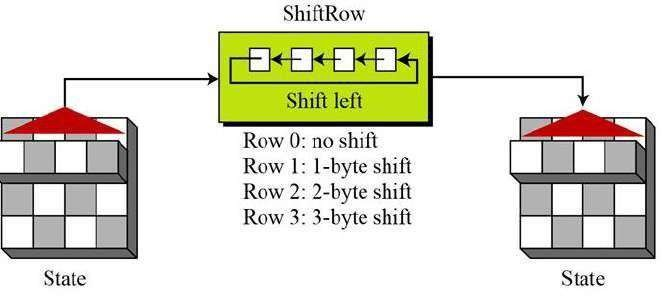 ShiftRow
Shift left
Row 0: no shift
Row 1: 1-byte shift
Row 2: 2-byte shift
Row 3: 3-byte shift
State
State